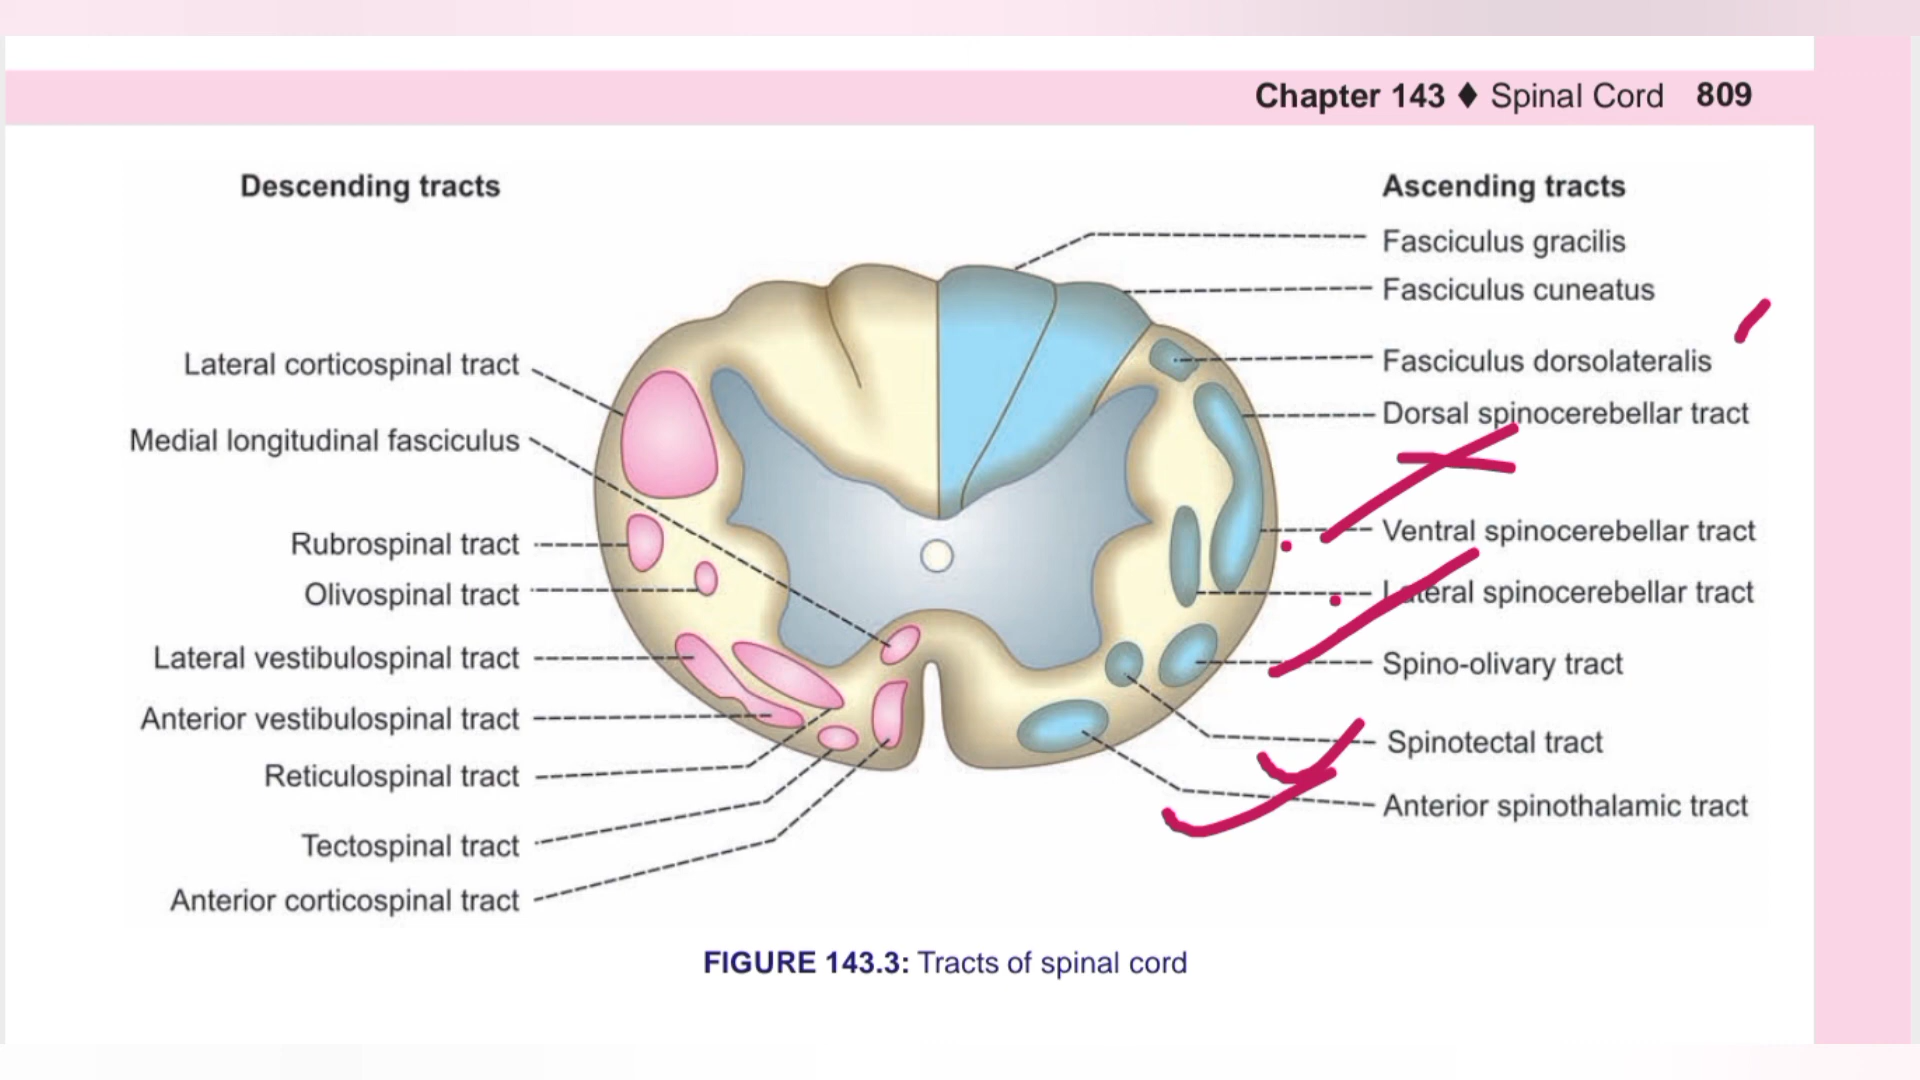 Chapter 143 ♦ Spinal Cord 809
Descending tracts
Lateral corticospinal tract
Medial longitudinal fasciculus
Rubrospinal tract
Olivospinal tract
Lateral vestibulospinal tract
Anterior vestibulospinal tract
Reticulospinal tract
Tectospinal tract
Anterior corticospinal tract
Ascending tracts
Fasciculus gracilis
Fasciculus cuneatus
Fasciculus dorsolateralis
Dorsal spinocerebellar tract
Ventral spinocerebellar tract
Lateral spinocerebellar tract
Spino-olivary tract
Spinotectal tract
Anterior spinothalamic tract
FIGURE 143.3: Tracts of spinal cord